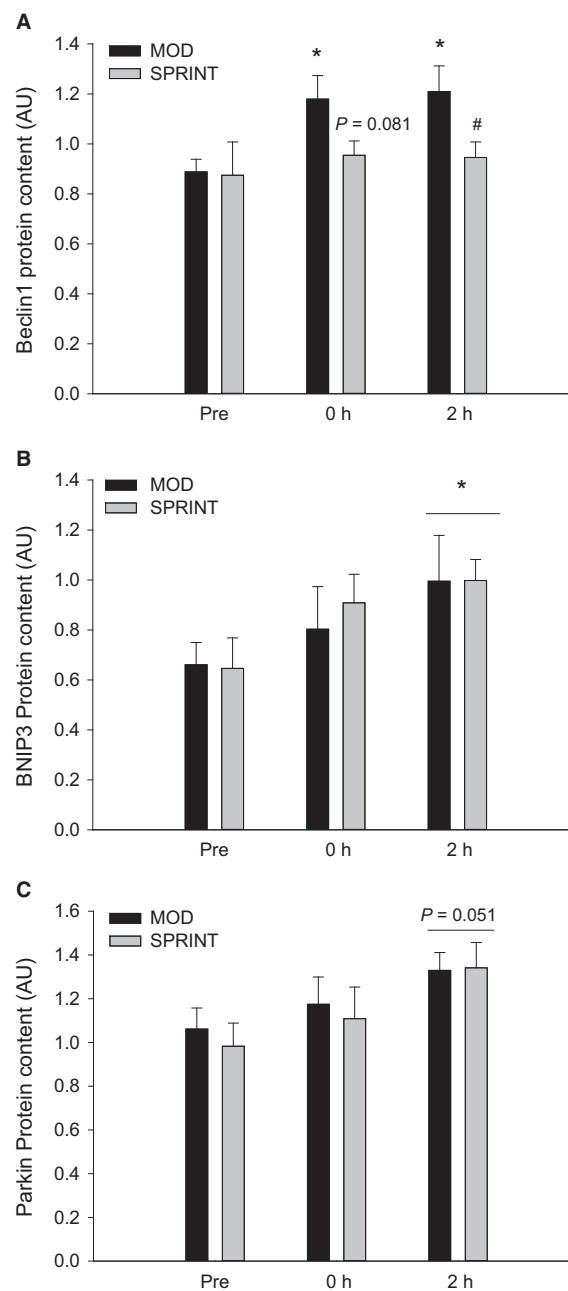 A
Beclin1 protein content (AU)
1.4
1.2
1.0
0.8
0.6
0.4
0.2
0.0
MOD
SPRINT
*
*
P = 0.081
#
Pre 0 h 2 h
B
BNIP3 Protein content (AU)
1.4
1.2
1.0
0.8
0.6
0.4
0.2
0.0
MOD
SPRINT
*
Pre 0 h 2 h
C
Parkin Protein content (AU)
1.6
1.4
1.2
1.0
0.8
0.6
0.4
0.2
0.0
MOD
SPRINT
P = 0.051
Pre 0 h 2 h